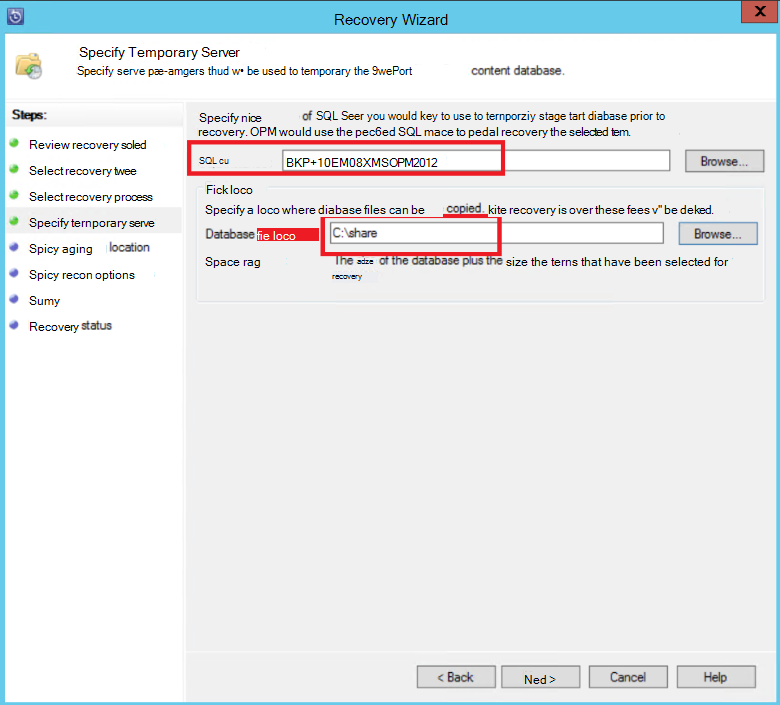 Recovery Wizard
X
Specify Temporary Server
Specify serve pæ-amgers thud w• be used to temporary the 9wePort content database.
Steps:
Review recovery soled
Select recovery twee
Select recovery process
Specify ternporary serve
Spicy aging location
Spicy recon options
Sumy
Recovery status
Specify nice of SQL Seer you would key to use to ternporziy stage tart diabase prior to
recovery. OPM would use the pec6ed SQL mace to pedal recovery the selected tem.
SQL cu BKP+10EM08XMSOPM2012 Browse...
Fick loco
Specify a loco where diabase files can be copied. kite recovery is over these fees v" be deked.
Database fie loco C:\share Browse...
Space rag The adze of the database plus the size the terns that have been selected for
recovery
< Back Ned > Cancel Help